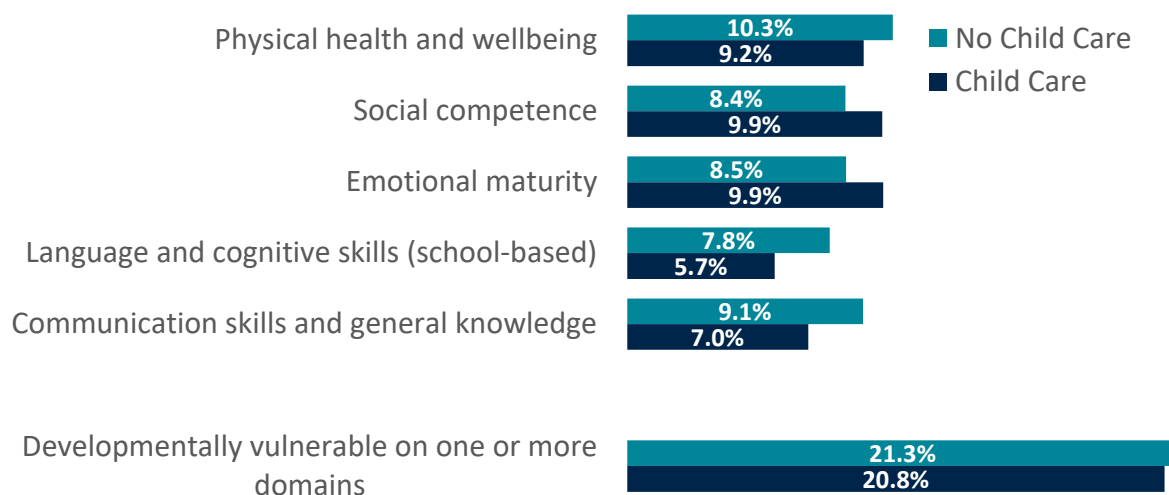 Physical health and wellbeing
10.3%
9.2%
No Child Care
Child Care
Social competence
8.4%
9.9%
Emotional maturity
8.5%
9.9%
Language and cognitive skills (school-based)
7.8%
5.7%
Communication skills and general knowledge
9.1%
7.0%
Developmentally vulnerable on one or more
domains
21.3%
20.8%